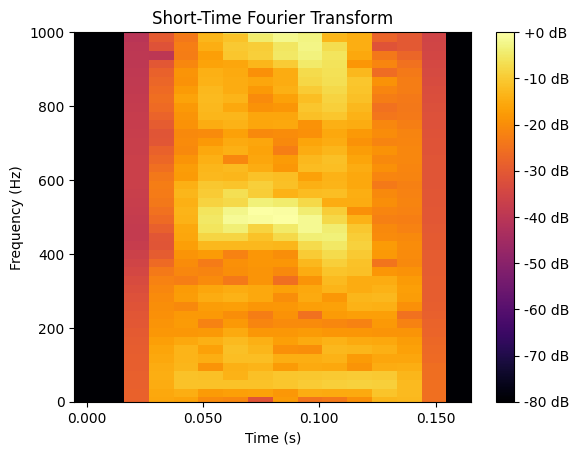 Short-Time Fourier Transform
1000
800
600
400
200
0
Frequency (Hz)
0.000
0.050
0.100
0.150
Time (s)
+0 dB
-10 dB
-20 dB
-30 dB
-40 dB
-50 dB
-60 dB
-70 dB
-80 dB